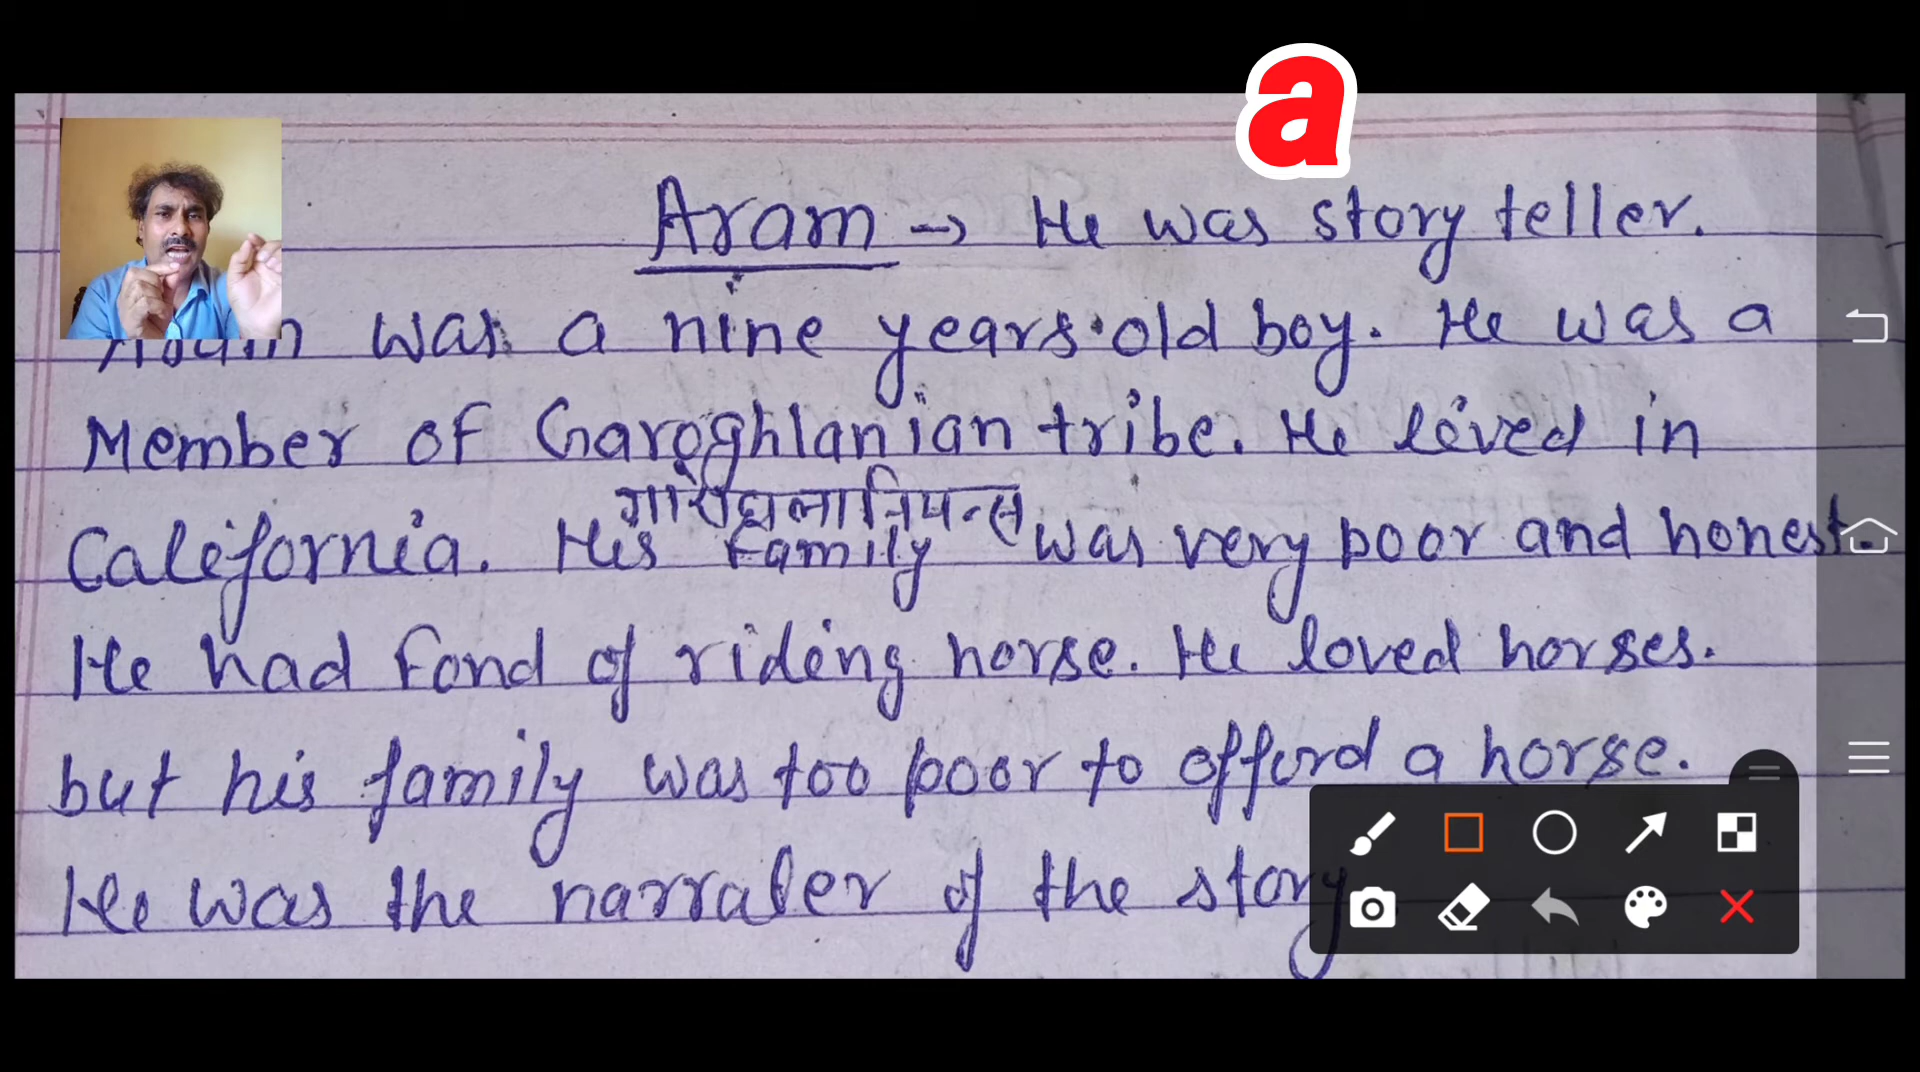 a
Aram → He was story teller.
Aram was a nine years old boy. He was a
Member of Garoghlanian tribe. He lived in
गारोघलानियन्स
California. His family was very poor and honest.
He had fond of riding horse. He loved horses.
but his family was too poor to offord a horse.
He was the narrater of the story